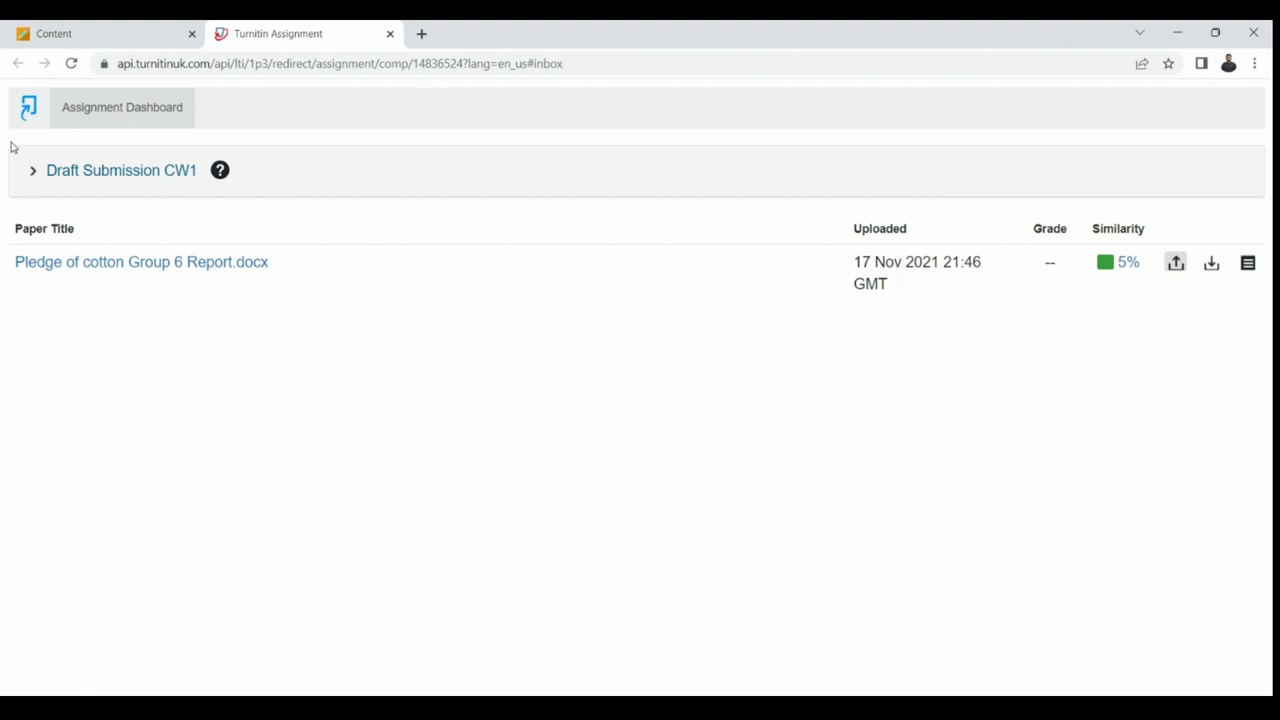 Content
Turnitin Assignment
api.turnitinuk.com/api/lti/1p3/redirect/assignment/comp/14836524?lang=en_us#inbox
Assignment Dashboard
Draft Submission CW1 ?
Paper Title Uploaded Grade Similarity
Pledge of cotton Group 6 Report.docx 17 Nov 2021 21:46 -- 5%
GMT